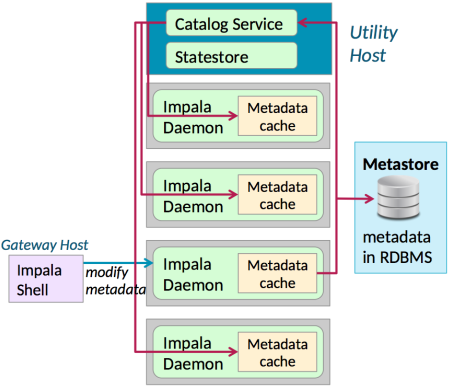 Catalog Service
Statestore
Utility
Host
Impala
Daemon
Metadata
cache
Impala
Daemon
Metadata
cache
Metastore
metadata
in RDBMS
Gateway Host
Impala
Shell
modify
metadata
Impala
Daemon
Metadata
cache
Impala
Daemon
Metadata
cache